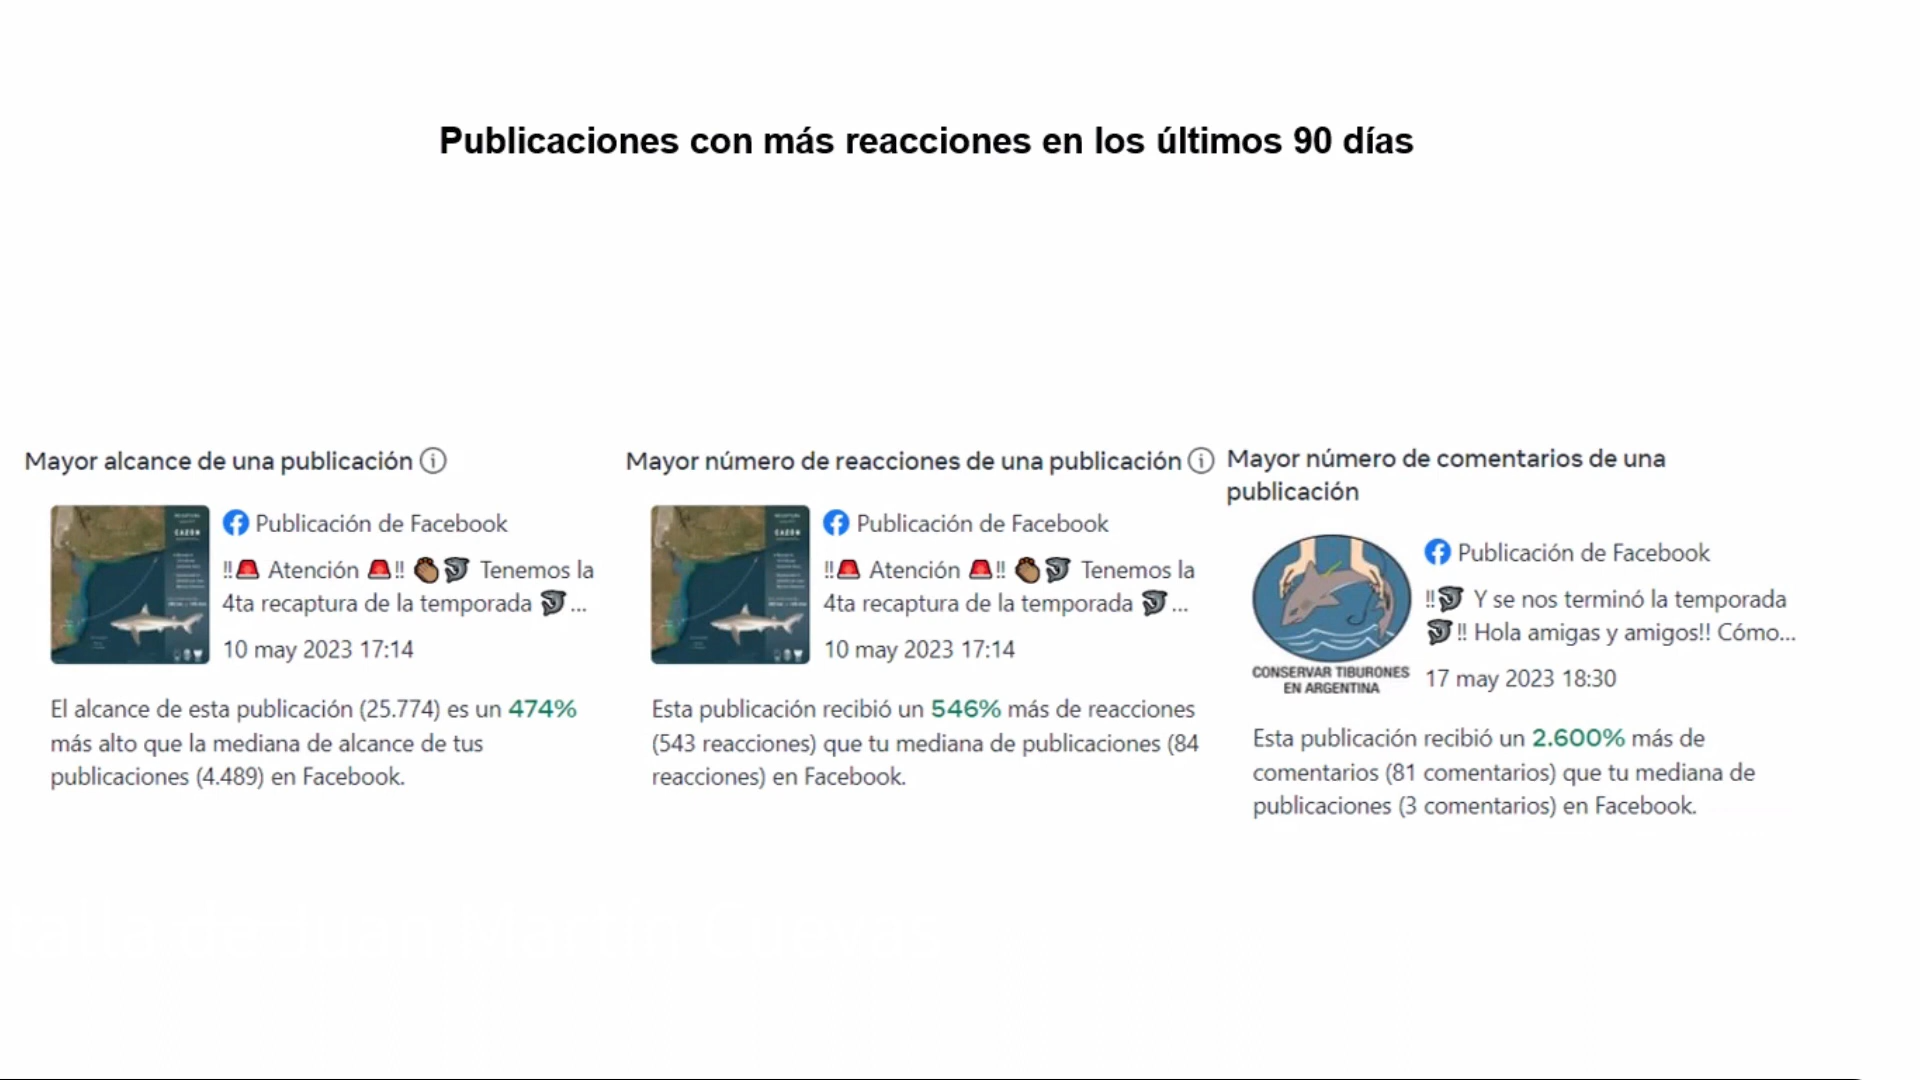 Publicaciones con más reacciones en los últimos 90 días
Mayor alcance de una publicación
Publicación de Facebook
‼🚨 Atención 🚨‼ 👏🏽🦈 Tenemos la
4ta recaptura de la temporada 🦈 ...
10 may 2023 17:14
El alcance de esta publicación (25.774) es un 474%
más alto que la mediana de alcance de tus
publicaciones (4.489) en Facebook.
Mayor número de reacciones de una publicación
Publicación de Facebook
‼🚨 Atención 🚨‼ 👏🏽🦈 Tenemos la
4ta recaptura de la temporada 🦈 ...
10 may 2023 17:14
Esta publicación recibió un 546% más de reacciones
(543 reacciones) que tu mediana de publicaciones (84
reacciones) en Facebook.
Mayor número de comentarios de una
publicación
CONSERVAR TIBURONES
EN ARGENTINA
Publicación de Facebook
‼🦈 Y se nos terminó la temporada
🦈‼ Hola amigas y amigos!! Cómo...
17 may 2023 18:30
Esta publicación recibió un 2.600% más de
comentarios (81 comentarios) que tu mediana de
publicaciones (3 comentarios) en Facebook.